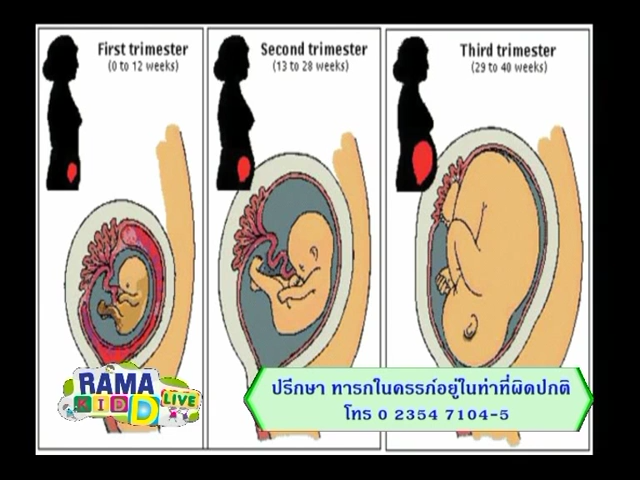 First trimester
(0 to 12 weeks)
Second trimester
(13 to 28 weeks)
Third trimester
(29 to 40 weeks)
RAMA
KIDD
LIVE
ปรึกษา ทารกในครรภ์อยู่ในท่าที่ผิดปกติ
โทร 0 2354 7104-5